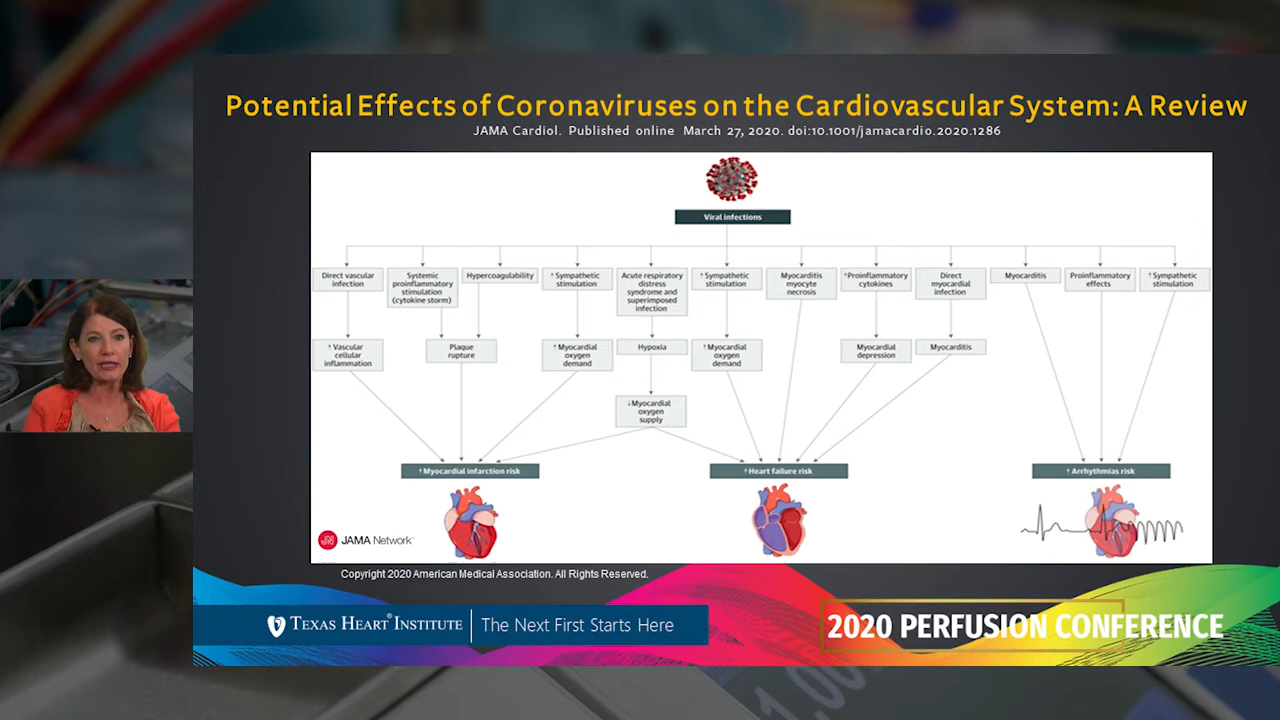 Potential Effects of Coronaviruses on the Cardiovascular System: A Review
JAMA Cardiol. Published online March 27, 2020. doi:10.1001/jamacardio.2020.1286
Viral infections
Direct vascular
infection
Systemic
proinflammatory
stimulation
(cytokine storm)
Hypercoagulability
↑ Sympathetic
stimulation
Acute respiratory
distress
syndrome and
superimposed
infection
↑ Sympathetic
stimulation
Myocarditis
myocyte
necrosis
↑Proinflammatory
cytokines
Direct
myocardial
infection
Myocarditis
Proinflammatory
effects
↑ Sympathetic
stimulation
↑ Vascular
cellular
inflammation
Plaque
rupture
↑ Myocardial
oxygen
demand
Hypoxia
↑ Myocardial
oxygen
demand
Myocardial
depression
Myocarditis
↓Myocardial
oxygen
supply
↑ Myocardial infarction risk
↑ Heart failure risk
↑ Arrhythmias risk
JAMA Network™
Copyright 2020 American Medical Association. All Rights Reserved.
TEXAS HEART® INSTITUTE
The Next First Starts Here
2020 PERFUSION CONFERENCE